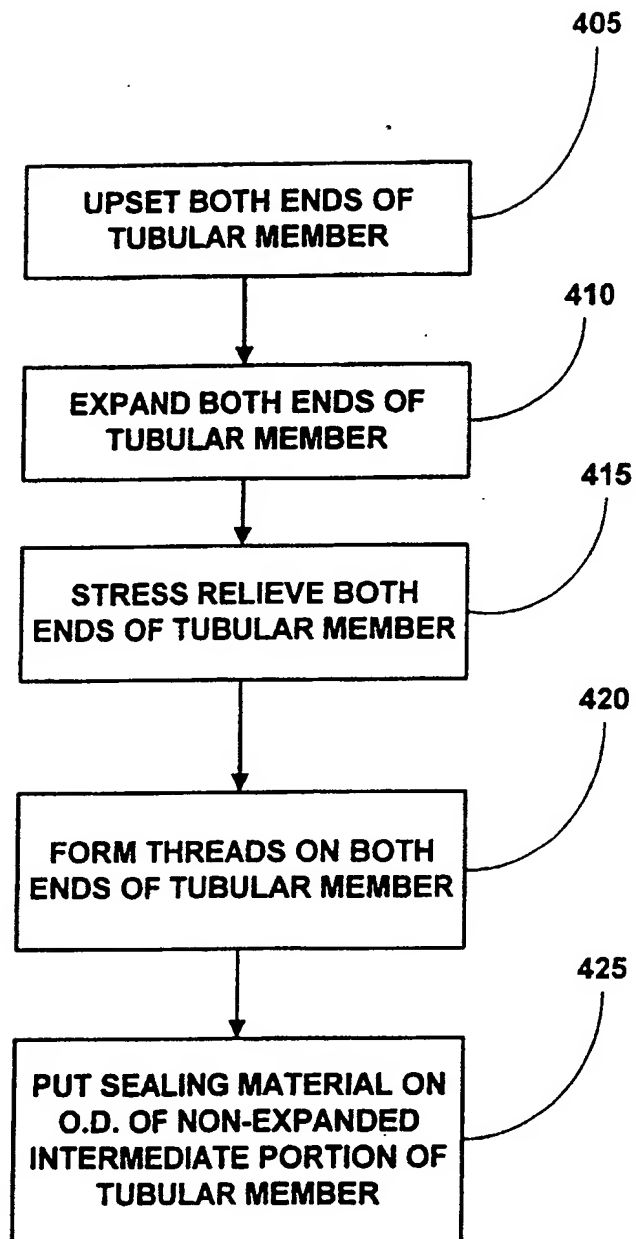 405
UPSET BOTH ENDS OF
TUBULAR MEMBER
410
EXPAND BOTH ENDS OF
TUBULAR MEMBER
415
STRESS RELIEVE BOTH
ENDS OF TUBULAR MEMBER
420
FORM THREADS ON BOTH
ENDS OF TUBULAR MEMBER
425
PUT SEALING MATERIAL ON
O.D. OF NON-EXPANDED
INTERMEDIATE PORTION OF
TUBULAR MEMBER